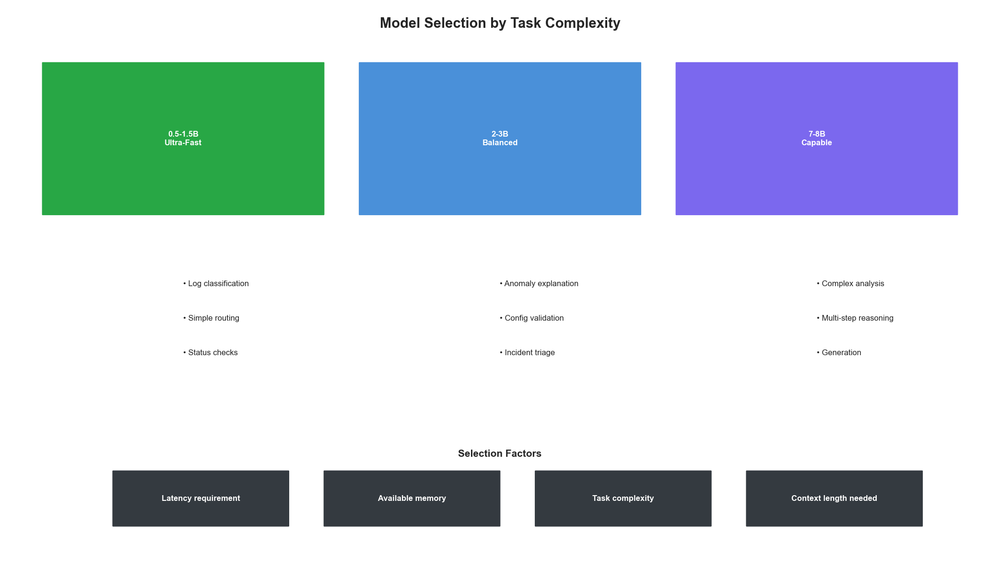 Model Selection by Task Complexity
0.5-1.5B
Ultra-Fast
2-3B
Balanced
7-8B
Capable
• Log classification
• Simple routing
• Status checks
• Anomaly explanation
• Config validation
• Incident triage
• Complex analysis
• Multi-step reasoning
• Generation
Selection Factors
Latency requirement
Available memory
Task complexity
Context length needed